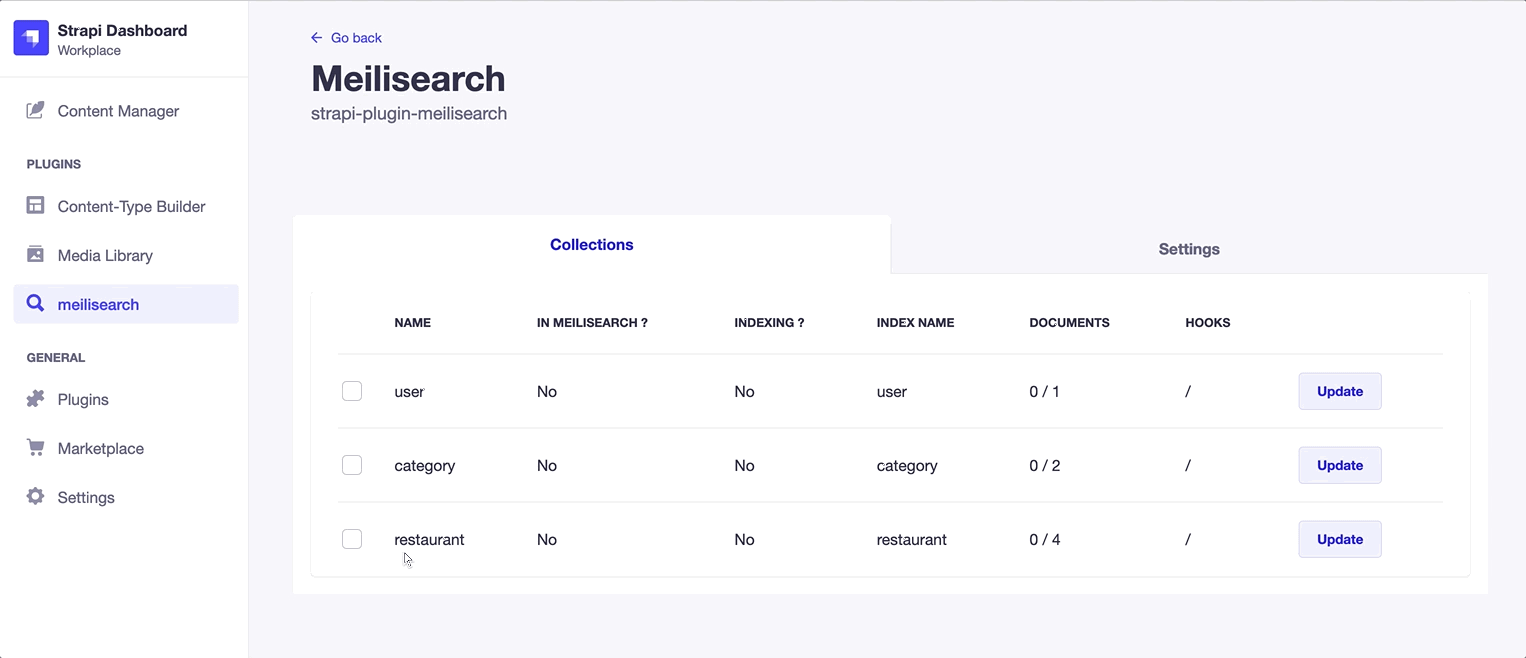 Strapi Dashboard
Workplace
Content Manager
PLUGINS
Content-Type Builder
Media Library
meilisearch
GENERAL
Plugins
Marketplace
Settings
Go back
Meilisearch
strapi-plugin-meilisearch
Collections Settings
NAME IN MEILISEARCH ? INDEXING ? INDEX NAME DOCUMENTS HOOKS
user No No user 0 / 1 / Update
category No No category 0 / 2 / Update
restaurant No No restaurant 0 / 4 / Update